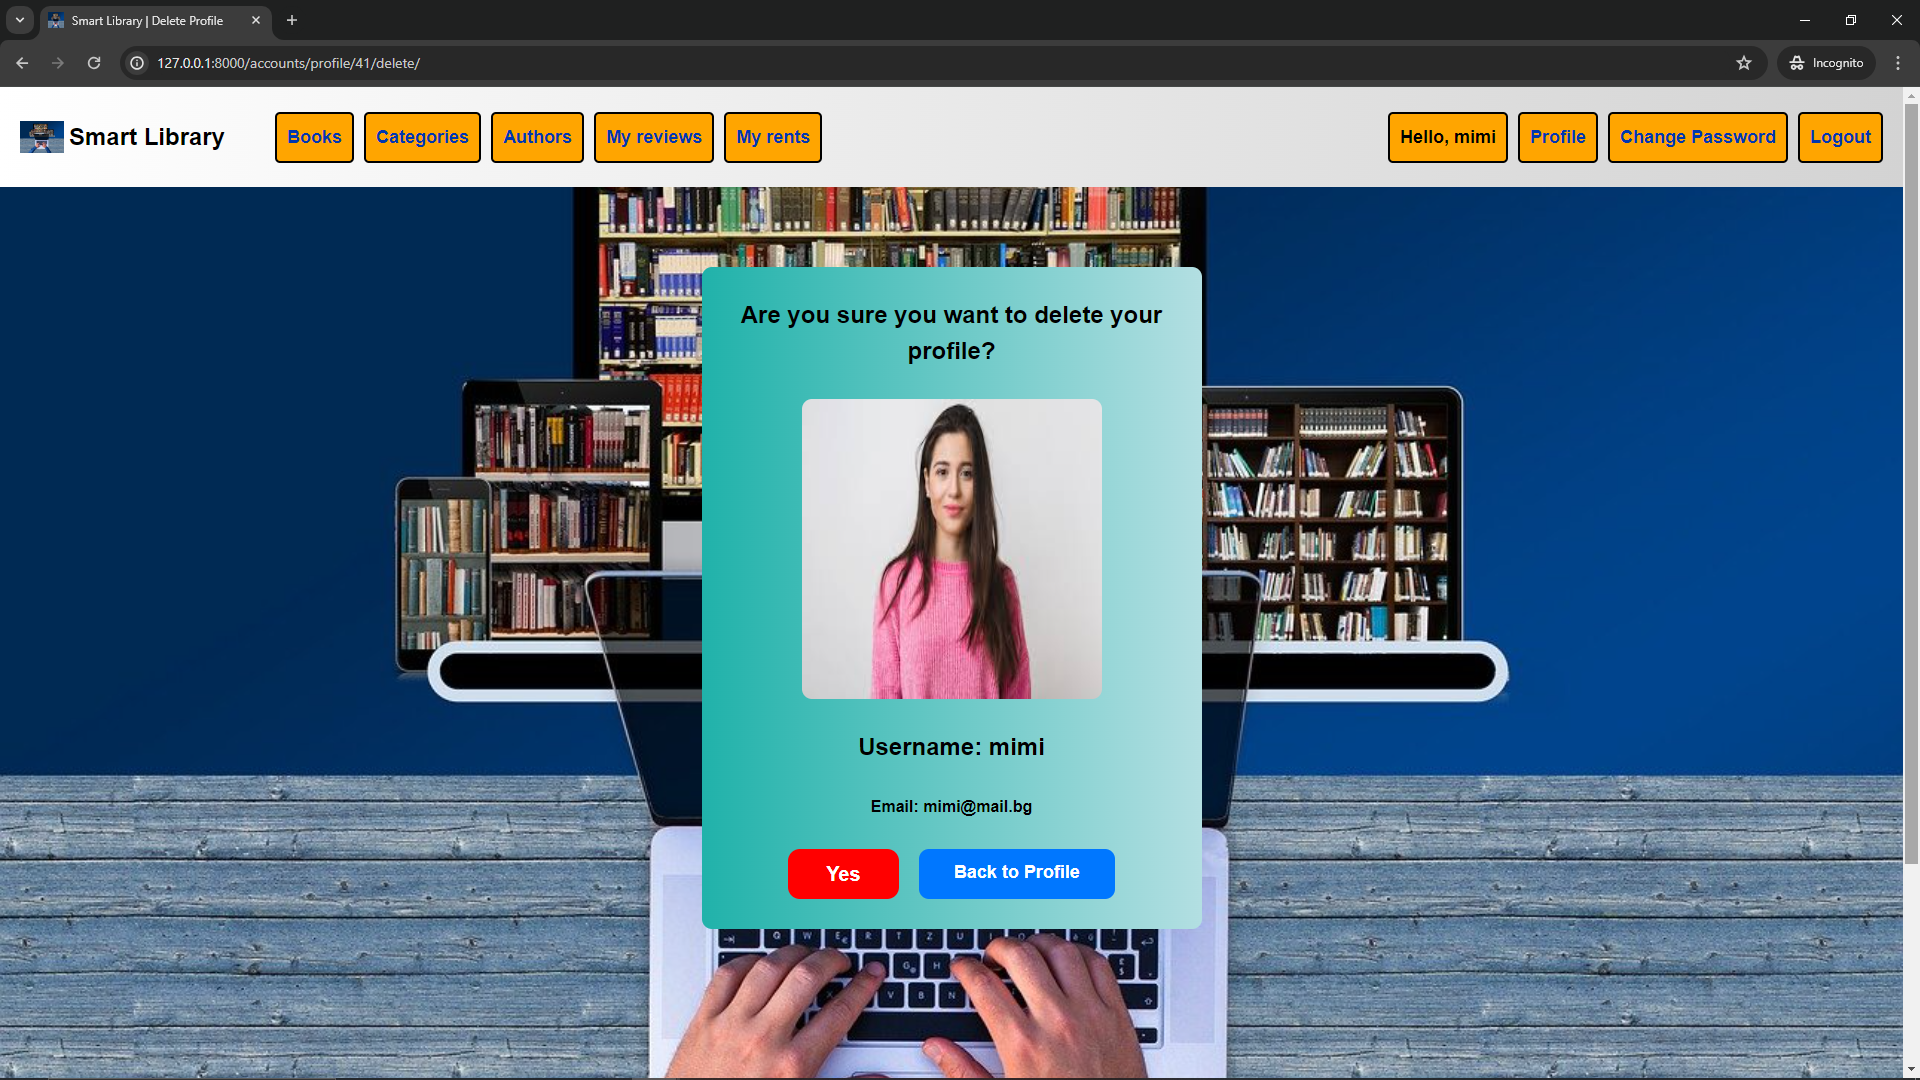 Smart Library | Delete Profile
127.0.0.1:8000/accounts/profile/41/delete/
Incognito
Smart Library
Books
Categories
Authors
My reviews
My rents
Hello, mimi
Profile
Change Password
Logout
Are you sure you want to delete your
profile?
Username: mimi
Email: mimi@mail.bg
Yes
Back to Profile
Q W E R T Z U I O
G H
V B N